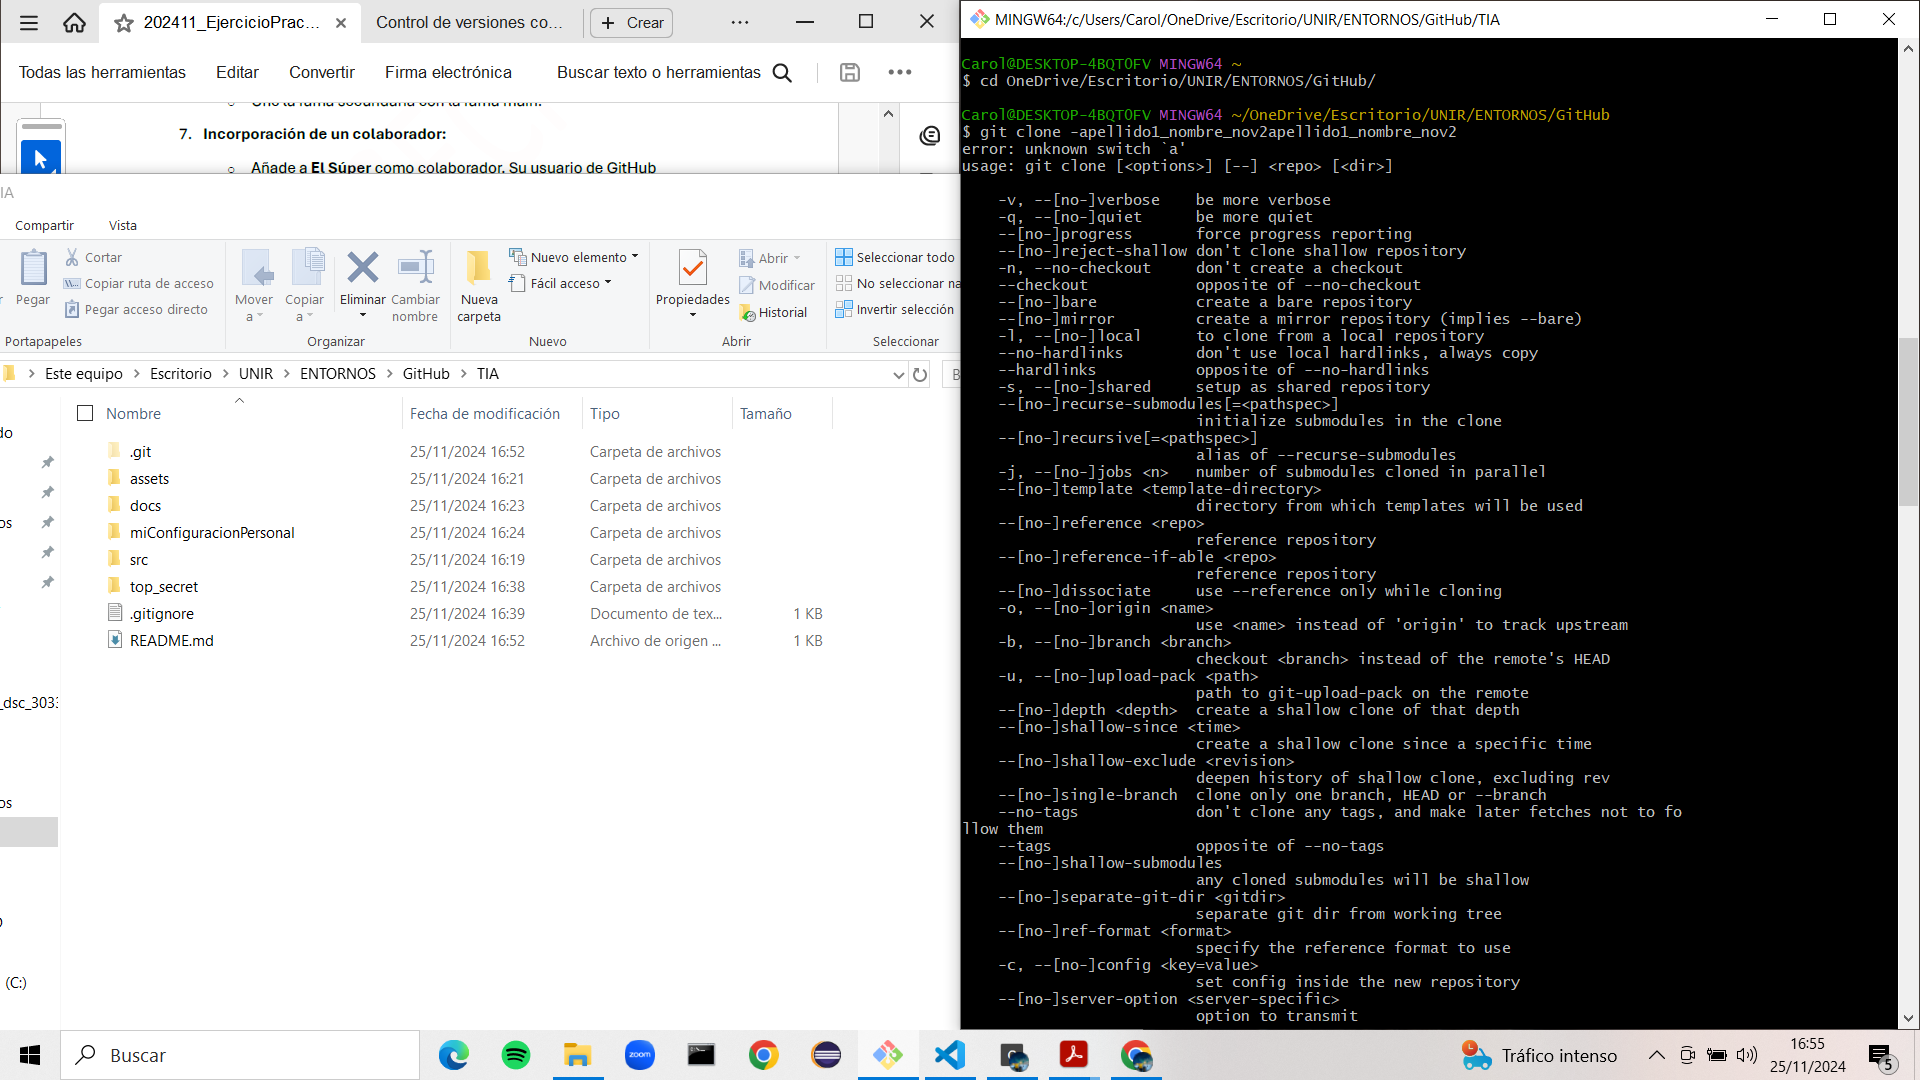 202411_EjercicioPrac...
Control de versiones co...
Crear
Todas las herramientas
Editar
Convertir
Firma electrónica
Buscar texto o herramientas
7. Incorporación de un colaborador:
Añade a El Súper como colaborador. Su usuario de GitHub
IA
Compartir
Vista
Pegar
Cortar
Copiar ruta de acceso
Pegar acceso directo
Portapapeles
Mover a
Copiar a
Eliminar
Cambiar nombre
Organizar
Nueva carpeta
Nuevo elemento
Fácil acceso
Nuevo
Propiedades
Abrir
Modificar
Historial
Abrir
Seleccionar todo
No seleccionar na
Invertir selección
Seleccionar
Este equipo > Escritorio > UNIR > ENTORNOS > GitHub > TIA
B
Nombre Fecha de modificación Tipo Tamaño
.git 25/11/2024 16:52 Carpeta de archivos
assets 25/11/2024 16:21 Carpeta de archivos
docs 25/11/2024 16:23 Carpeta de archivos
miConfiguracionPersonal 25/11/2024 16:24 Carpeta de archivos
src 25/11/2024 16:19 Carpeta de archivos
top_secret 25/11/2024 16:38 Carpeta de archivos
.gitignore 25/11/2024 16:39 Documento de tex... 1 KB
README.md 25/11/2024 16:52 Archivo de origen ... 1 KB
do
os
_dsc_303
os
(C:)
MINGW64:/c/Users/Carol/OneDrive/Escritorio/UNIR/ENTORNOS/GitHub/TIA
Carol@DESKTOP-4BQT0FV MINGW64 ~
$ cd OneDrive/Escritorio/UNIR/ENTORNOS/GitHub/
Carol@DESKTOP-4BQT0FV MINGW64 ~/OneDrive/Escritorio/UNIR/ENTORNOS/GitHub
$ git clone -apellido1_nombre_nov2apellido1_nombre_nov2
error: unknown switch `a'
usage: git clone [<options>] [--] <repo> [<dir>]
-v, --[no-]verbose be more verbose
-q, --[no-]quiet be more quiet
--[no-]progress force progress reporting
--[no-]reject-shallow don't clone shallow repository
-n, --no-checkout don't create a checkout
--checkout opposite of --no-checkout
--[no-]bare create a bare repository
--[no-]mirror create a mirror repository (implies --bare)
-l, --[no-]local to clone from a local repository
--no-hardlinks don't use local hardlinks, always copy
--hardlinks opposite of --no-hardlinks
-s, --[no-]shared setup as shared repository
--[no-]recurse-submodules[=<pathspec>]
initialize submodules in the clone
--[no-]recursive[=<pathspec>]
alias of --recurse-submodules
-j, --[no-]jobs <n> number of submodules cloned in parallel
--[no-]template <template-directory>
directory from which templates will be used
--[no-]reference <repo>
reference repository
--[no-]reference-if-able <repo>
reference repository
--[no-]dissociate use --reference only while cloning
-o, --[no-]origin <name>
use <name> instead of 'origin' to track upstream
-b, --[no-]branch <branch>
checkout <branch> instead of the remote's HEAD
-u, --[no-]upload-pack <path>
path to git-upload-pack on the remote
--[no-]depth <depth> create a shallow clone of that depth
--[no-]shallow-since <time>
create a shallow clone since a specific time
--[no-]shallow-exclude <revision>
deepen history of shallow clone, excluding rev
--[no-]single-branch clone only one branch, HEAD or --branch
--no-tags don't clone any tags, and make later fetches not to fo
llow them
--tags opposite of --no-tags
--[no-]shallow-submodules
any cloned submodules will be shallow
--[no-]separate-git-dir <gitdir>
separate git dir from working tree
--[no-]ref-format <format>
specify the reference format to use
-c, --[no-]config <key=value>
set config inside the new repository
--[no-]server-option <server-specific>
option to transmit
Buscar
zoom
Tráfico intenso
16:55
25/11/2024
5